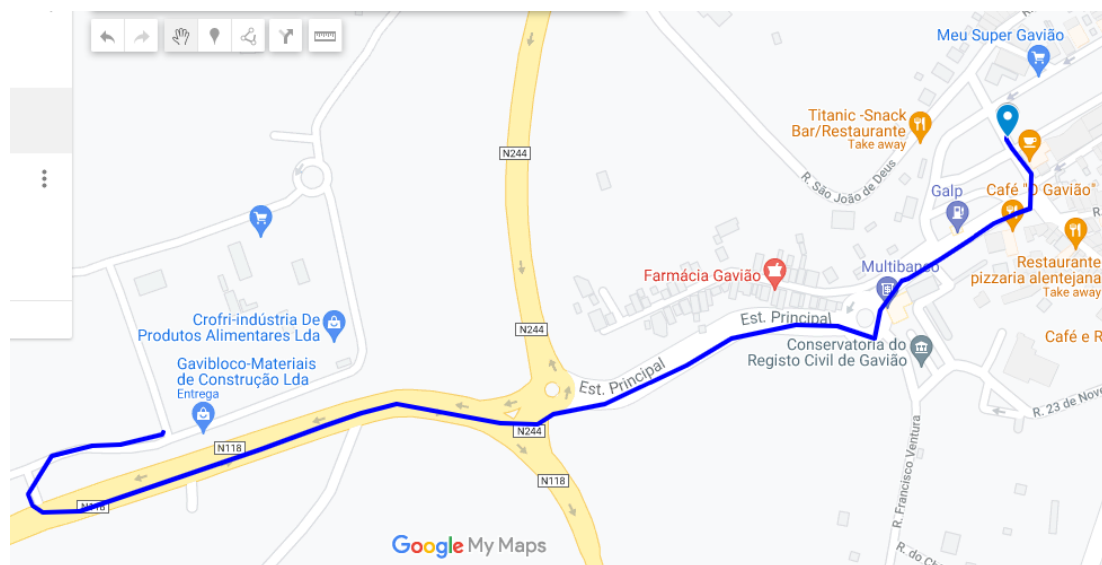 Meu Super Gavião
Titanic -Snack
Bar/Restaurante
Take away
N244
R. São João de Deus
Galp
Café "O Gavião"
Restaurante
pizzaria alentejana
Take away
Multibanco
Farmácia Gavião
Est. Principal
Crofri-indústria De
Produtos Alimentares Lda
N244
Conservatória do
Registo Civil de Gavião
Café e R
Gavibloco-Materiais
de Construção Lda
Entrega
Est. Principal
R. 23 de Nove
N244
N118
N118
N118
R. Francisco Ventura
Google My Maps
R. do Ch